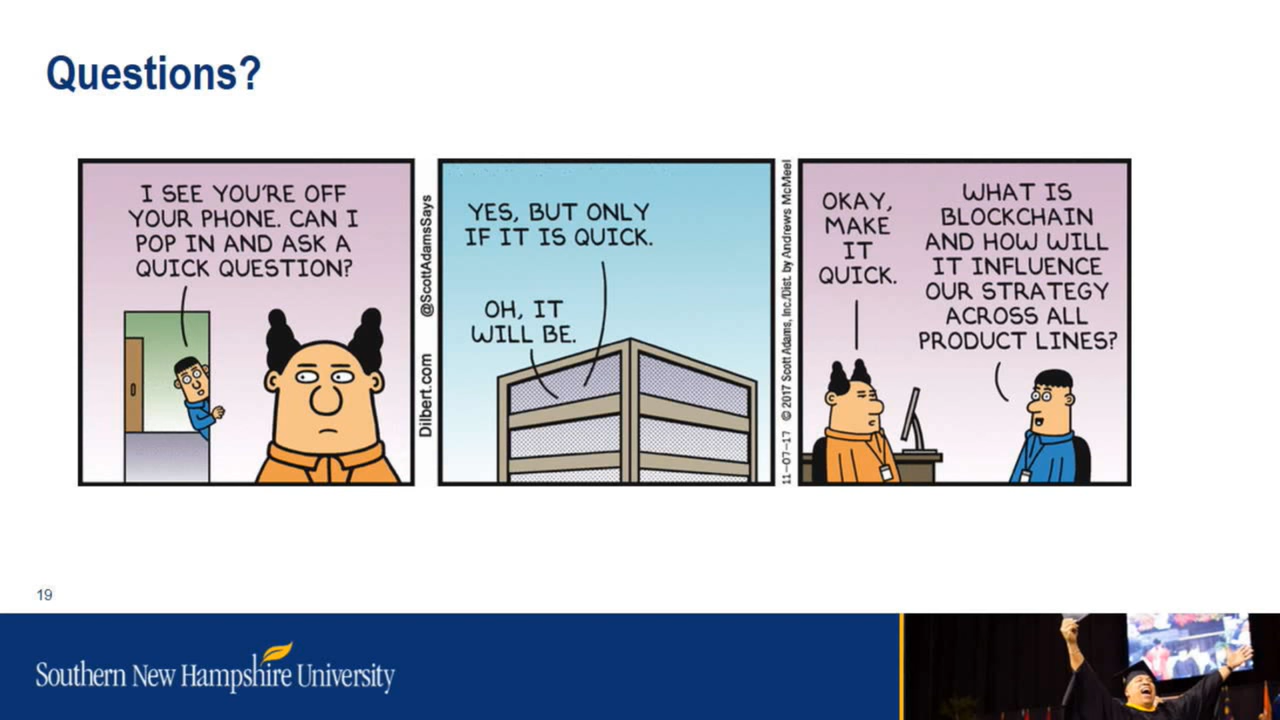 Questions?
I SEE YOU'RE OFF
YOUR PHONE. CAN I
POP IN AND ASK A
QUICK QUESTION?
Dilbert.com @ScottAdamsSays
YES, BUT ONLY
IF IT IS QUICK.
OH, IT
WILL BE.
11-07-17 © 2017 Scott Adams, Inc./Dist. by Andrews McMeel
OKAY,
MAKE
IT
QUICK.
WHAT IS
BLOCKCHAIN
AND HOW WILL
IT INFLUENCE
OUR STRATEGY
ACROSS ALL
PRODUCT LINES?
19
Southern New Hampshire University